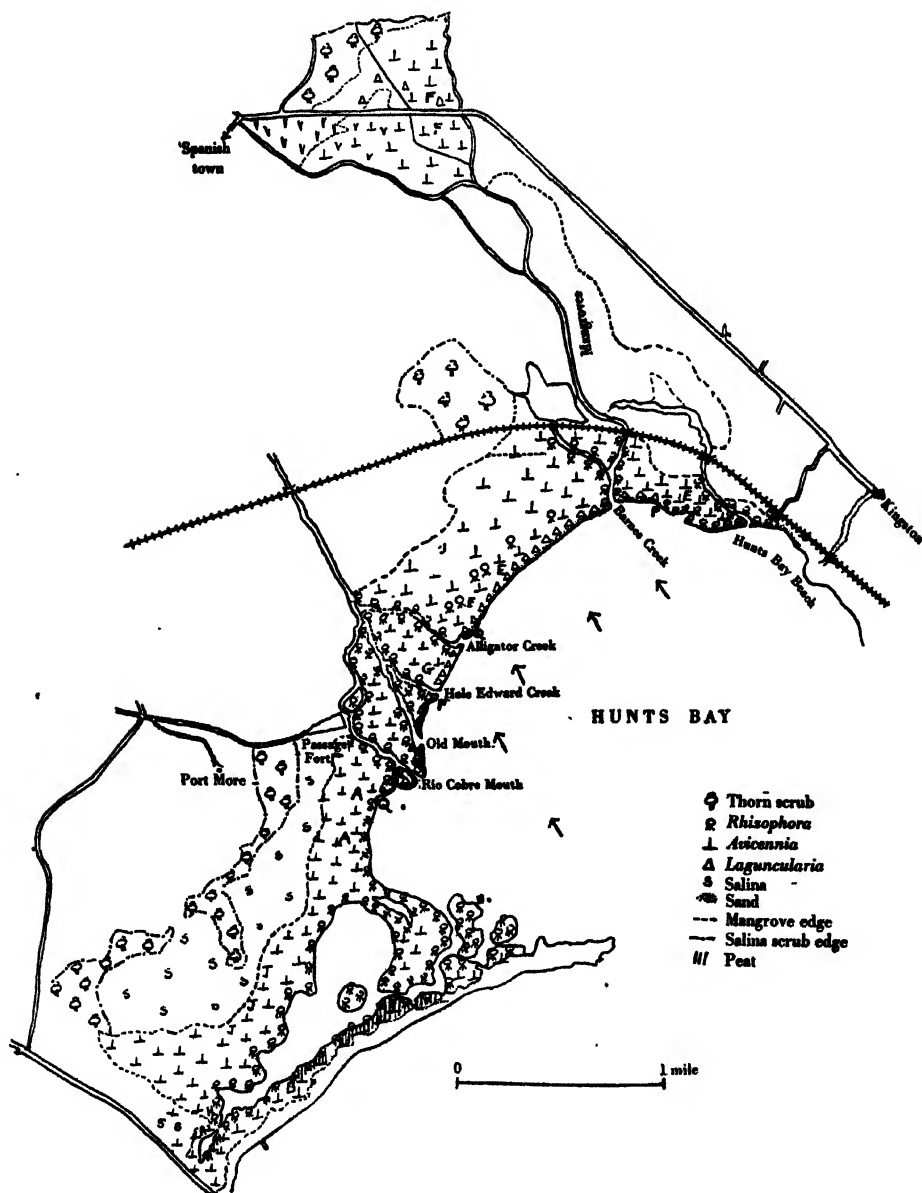 Spanish
town
Mangroves
Kingston
Barnes Creek
Hunts Bay Beach
Alligator Creek
Hole Edward Creek
HUNTS BAY
Old Mouth
Passage
Fort
Port More
Rio Cobre Mouth
Thorn scrub
Rhizophora
Avicennia
Laguncularia
S Salina
Sand
Mangrove edge
Salina scrub edge
Peat
0 1 mile